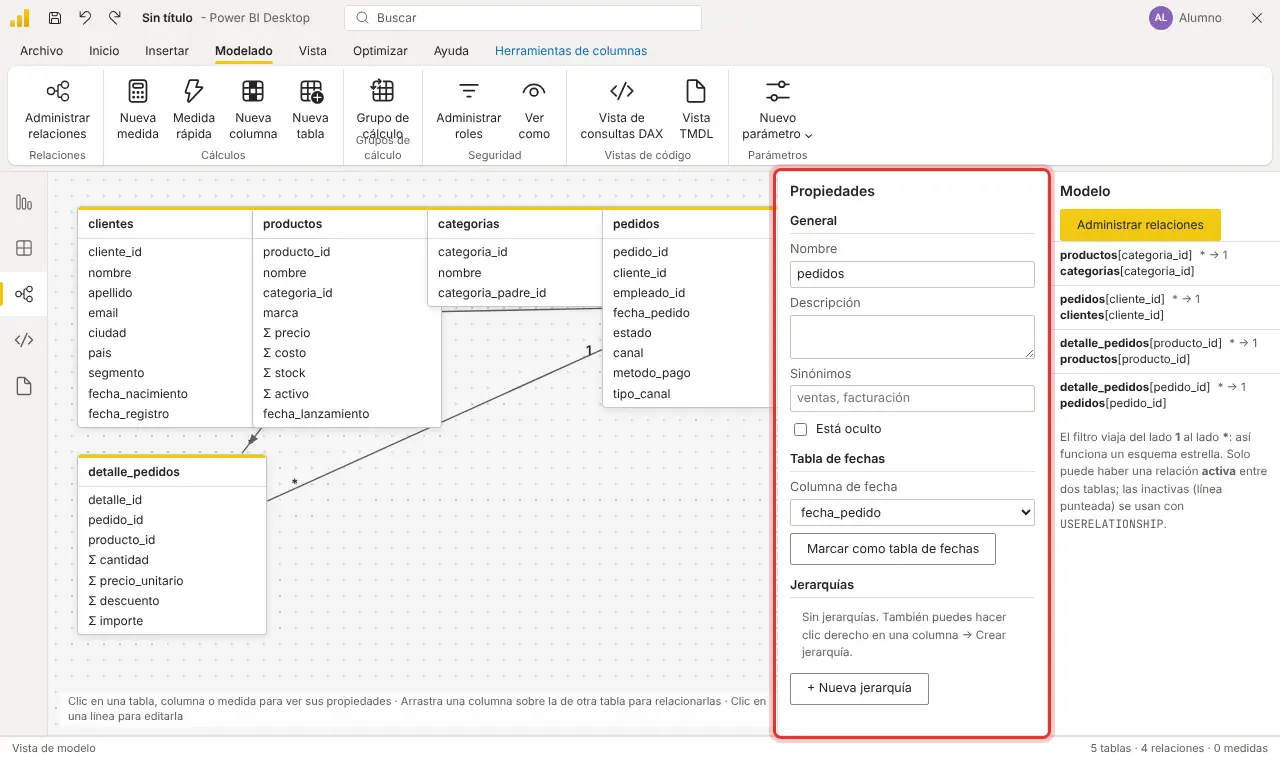 Sin título - Power BI Desktop
Buscar
AL Alumno
Archivo Inicio Insertar Modelado Vista Optimizar Ayuda Herramientas de columnas
Administrar relaciones
Relaciones
Nueva medida
Medida rápida
Nueva columna
Nueva tabla
Cálculos
Grupo de cálculo
Grupos de cálculo
Administrar roles
Ver como
Seguridad
Vista de consultas DAX
Vista TMDL
Vistas de código
Nuevo parámetro
Parámetros
clientes
cliente_id
nombre
apellido
email
ciudad
pais
segmento
fecha_nacimiento
fecha_registro
productos
producto_id
nombre
categoria_id
marca
Σ precio
Σ costo
Σ stock
Σ activo
fecha_lanzamiento
categorias
categoria_id
nombre
categoria_padre_id
pedidos
pedido_id
cliente_id
empleado_id
fecha_pedido
estado
canal
metodo_pago
tipo_canal
1
*
detalle_pedidos
detalle_id
pedido_id
producto_id
Σ cantidad
Σ precio_unitario
Σ descuento
Σ importe
Clic en una tabla, columna o medida para ver sus propiedades · Arrastra una columna sobre la de otra tabla para relacionarlas · Clic en
una línea para editarla
Propiedades
General
Nombre
pedidos
Descripción
Sinónimos
ventas, facturación
Está oculto
Tabla de fechas
Columna de fecha
fecha_pedido
Marcar como tabla de fechas
Jerarquías
Sin jerarquías. También puedes hacer
clic derecho en una columna → Crear
jerarquía.
+ Nueva jerarquía
Modelo
Administrar relaciones
productos[categoria_id] * → 1
categorias[categoria_id]
pedidos[cliente_id] * → 1
clientes[cliente_id]
detalle_pedidos[producto_id] * → 1
productos[producto_id]
detalle_pedidos[pedido_id] * → 1
pedidos[pedido_id]
El filtro viaja del lado 1 al lado *: así
funciona un esquema estrella. Solo
puede haber una relación activa entre
dos tablas; las inactivas (línea
punteada) se usan con
USERELATIONSHIP.
Vista de modelo
5 tablas · 4 relaciones · 0 medidas